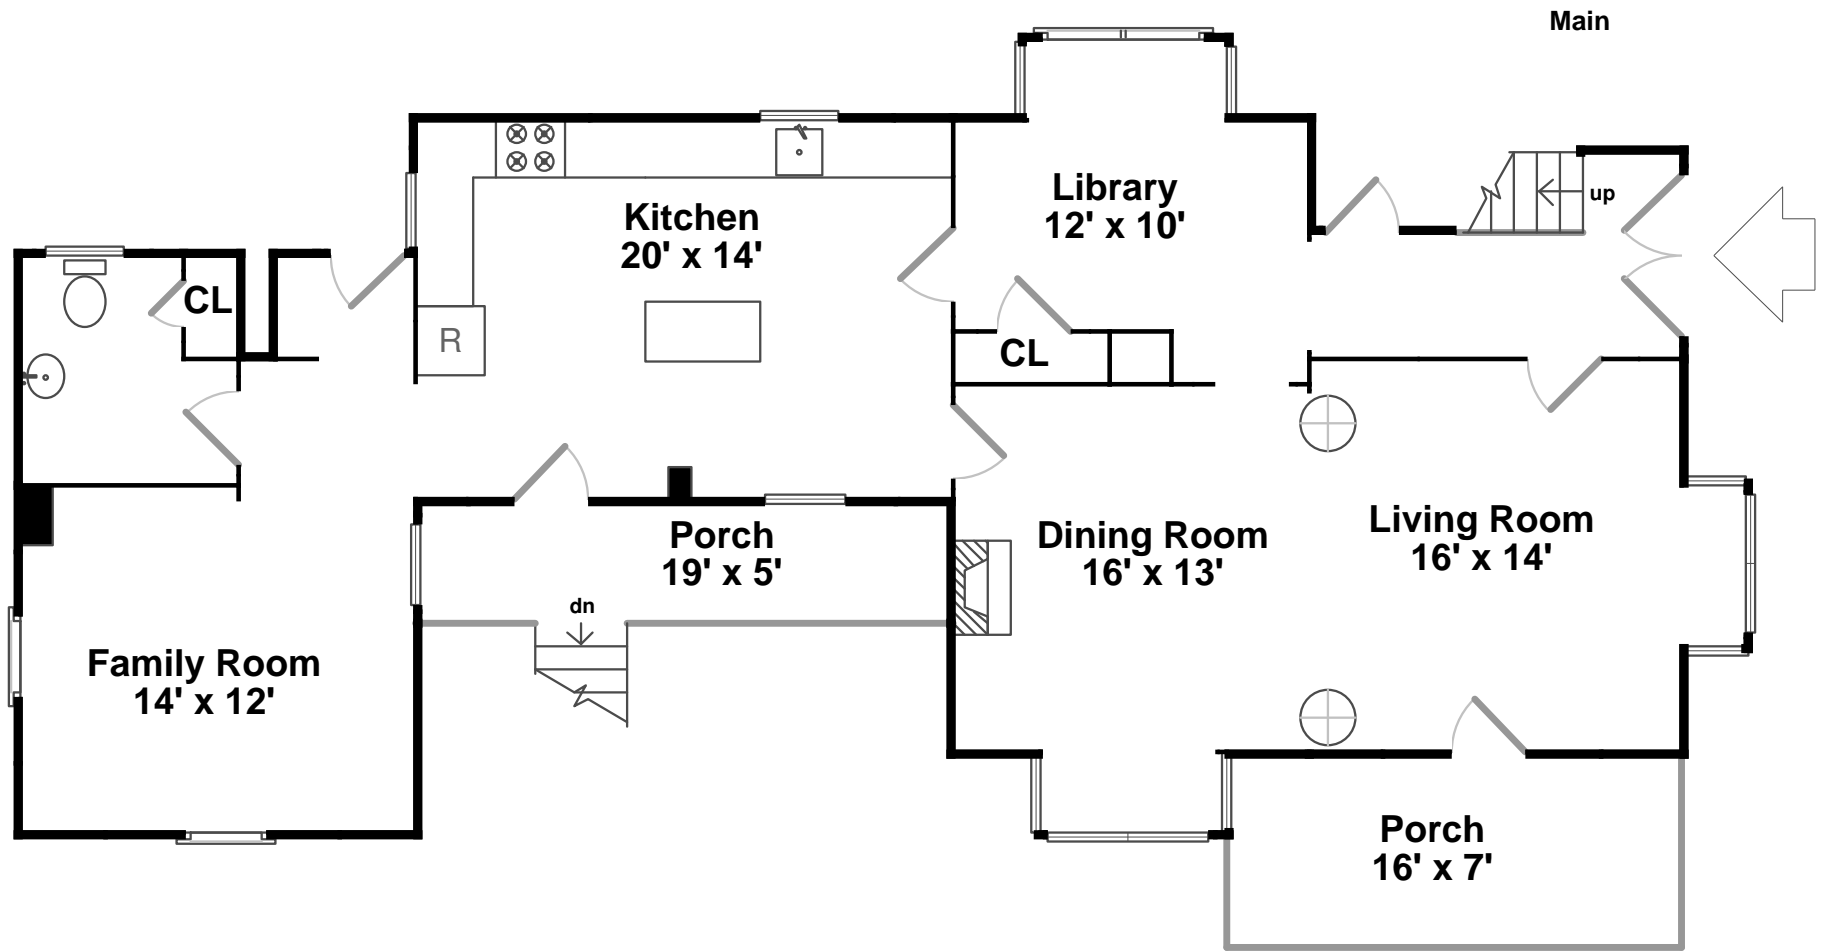 Main
Library
12' x 10'
up
Kitchen
20' x 14'
CL
R
CL
Living Room
16' x 14'
Dining Room
16' x 13'
Porch
19' x 5'
dn
Family Room
14' x 12'
Porch
16' x 7'